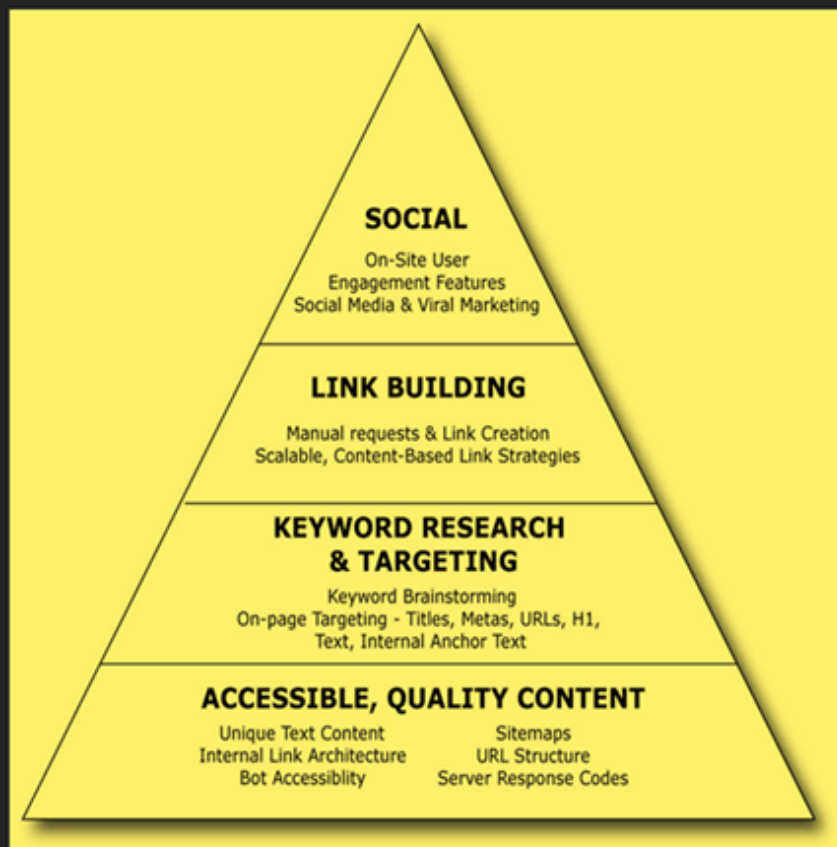 SOCIAL
On-Site User
Engagement Features
Social Media & Viral Marketing
LINK BUILDING
Manual requests & Link Creation
Scalable, Content-Based Link Strategies
KEYWORD RESEARCH
& TARGETING
Keyword Brainstorming
On-page Targeting - Titles, Metas, URLs, H1,
Text, Internal Anchor Text
ACCESSIBLE, QUALITY CONTENT
Unique Text Content
Internal Link Architecture
Bot Accessiblity
Sitemaps
URL Structure
Server Response Codes